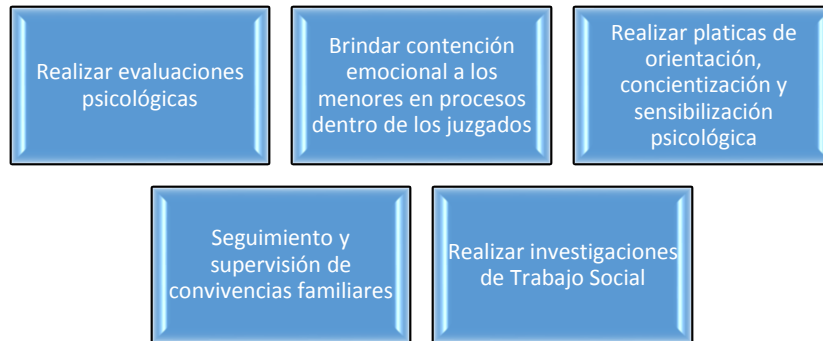 Realizar evaluaciones
psicológicas
Brindar contención
emocional a los
menores en procesos
dentro de los juzgados
Realizar platicas de
orientación,
concientización y
sensibilización
psicológica
Seguimiento y
supervisión de
convivencias familiares
Realizar investigaciones
de Trabajo Social